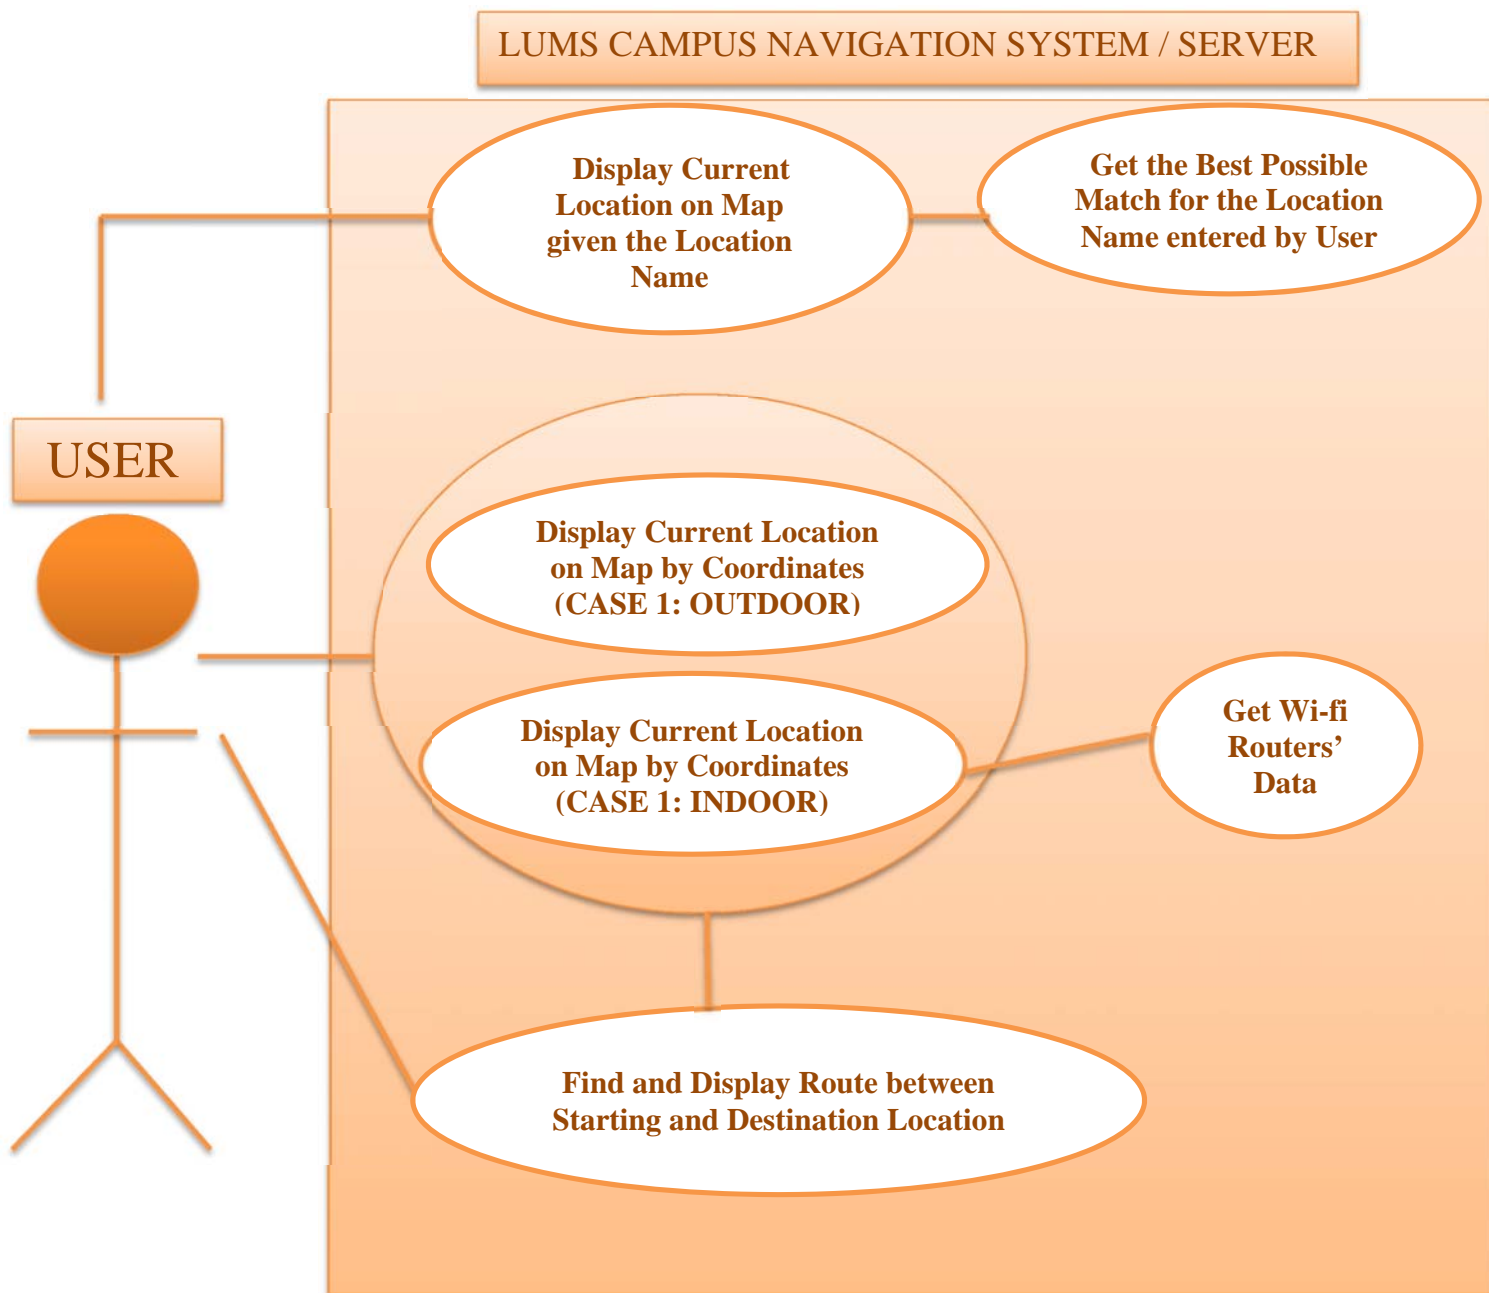 LUMS CAMPUS NAVIGATION SYSTEM / SERVER
Display Current
Location on Map
given the Location
Name
Get the Best Possible
Match for the Location
Name entered by User
USER
Display Current Location
on Map by Coordinates
(CASE 1: OUTDOOR)
Display Current Location
on Map by Coordinates
(CASE 1: INDOOR)
Get Wi-fi
Routers’
Data
Find and Display Route between
Starting and Destination Location